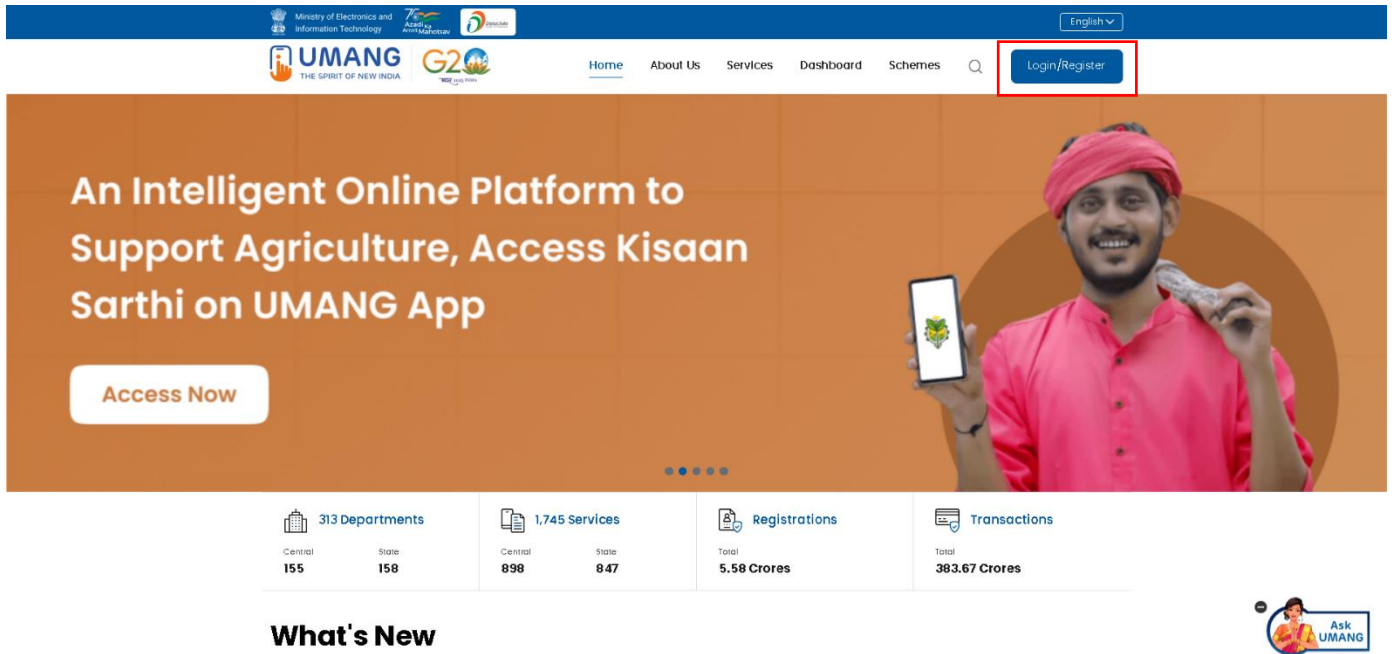 Ministry of Electronics and
Information Technology
Azadi Ka
Amrit Mahotsav
Digital India
English
UMANG
THE SPIRIT OF NEW INDIA
G20
Home About Us Services Dashboard Schemes
Login/Register
An Intelligent Online Platform to
Support Agriculture, Access Kisaan
Sarthi on UMANG App
Access Now
313 Departments
Central State
155 158
1,745 Services
Central State
898 847
Registrations
Total
5.58 Crores
Transactions
Total
383.67 Crores
What's New
Ask
UMANG